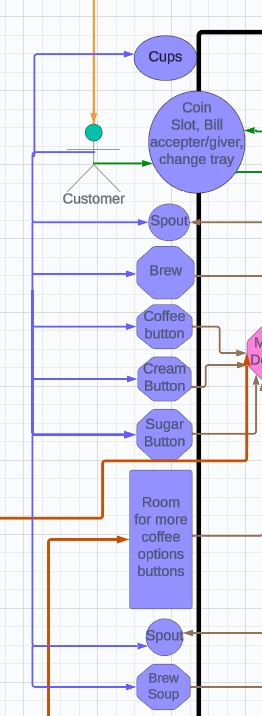 Cups
Coin
Slot, Bill
accepter/giver,
change tray
Customer
Spout
Brew
Coffee
button
Cream
Button
Sugar
Button
Room
for more
coffee
options
buttons
Spout
Brew
Soup